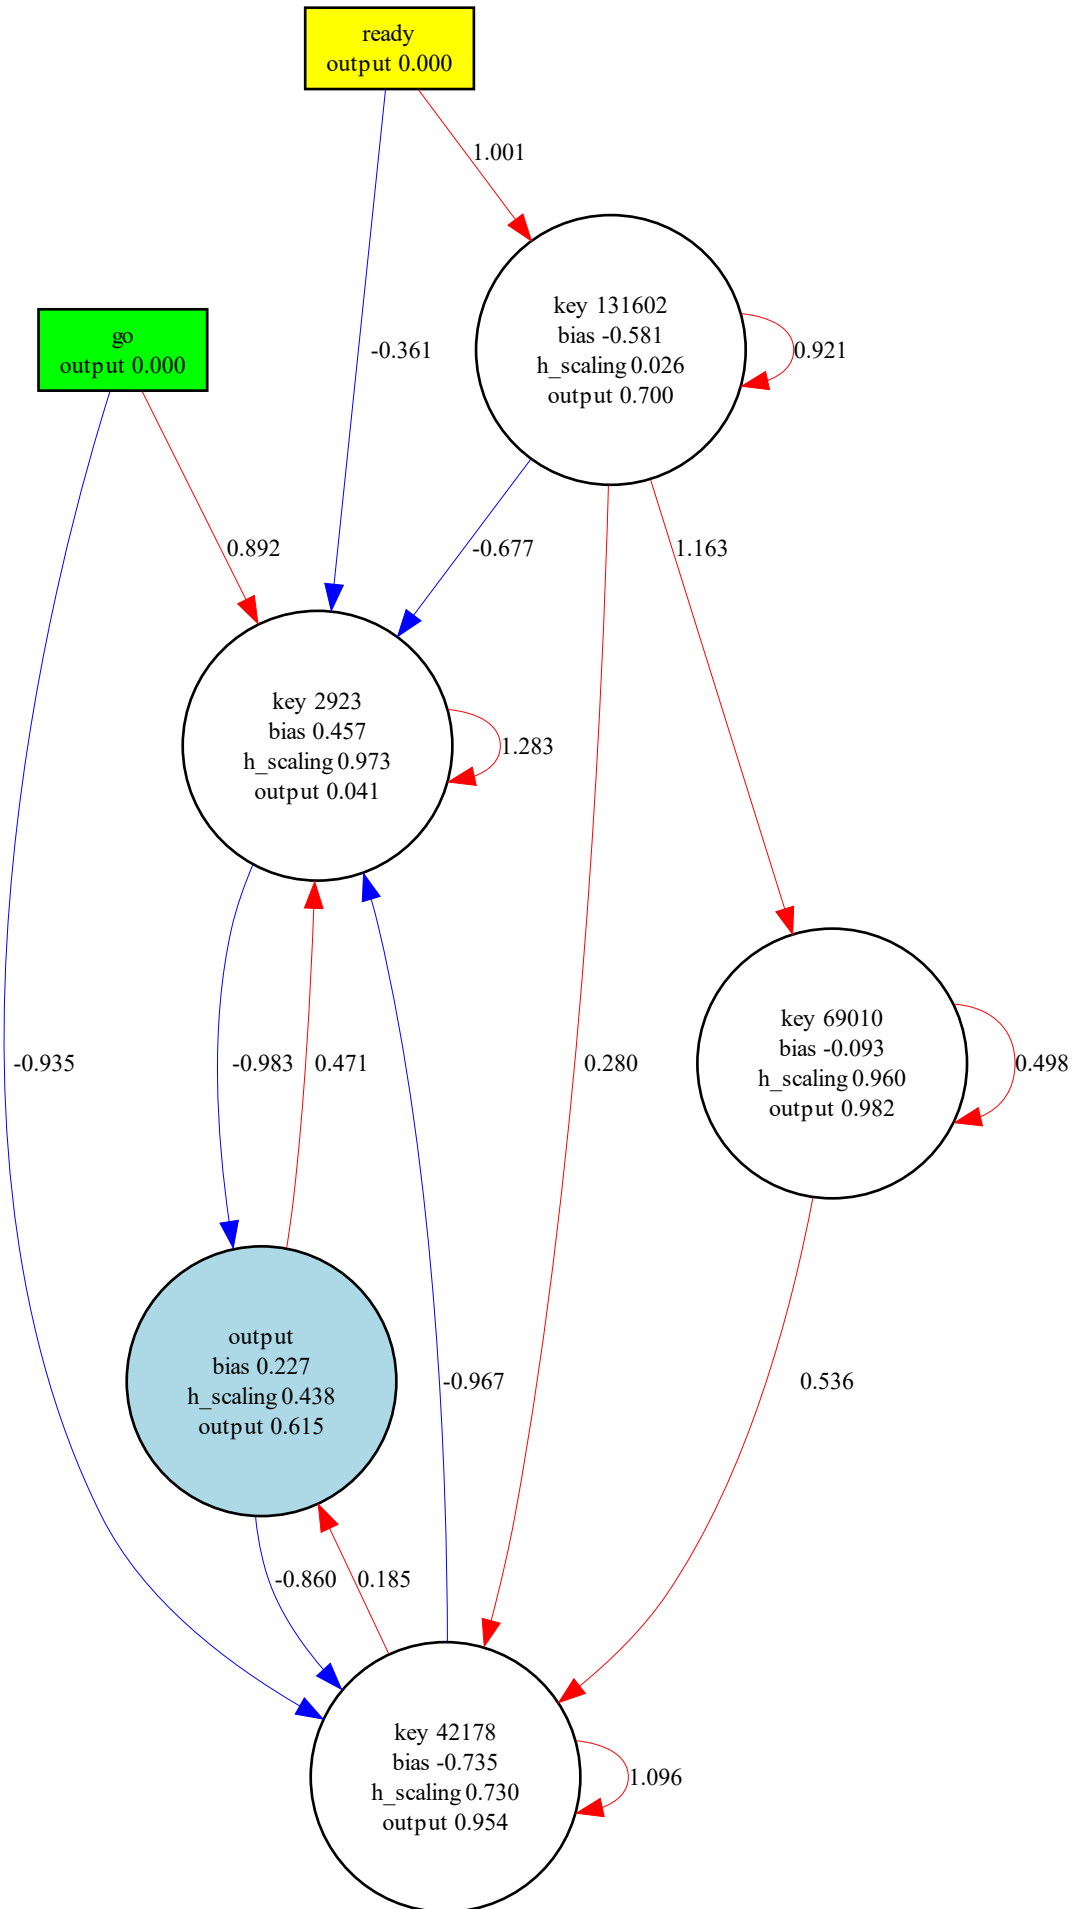 ready
output 0.000
1.001
key 131602
bias -0.581
h_scaling 0.026
output 0.700
0.921
go
output 0.000
-0.361
0.892
-0.677
1.163
key 2923
bias 0.457
h_scaling 0.973
output 0.041
1.283
key 69010
bias -0.093
h_scaling 0.960
output 0.982
0.498
-0.935
-0.983
0.471
0.280
output
bias 0.227
h_scaling 0.438
output 0.615
-0.967
0.536
-0.860
0.185
key 42178
bias -0.735
h_scaling 0.730
output 0.954
1.096